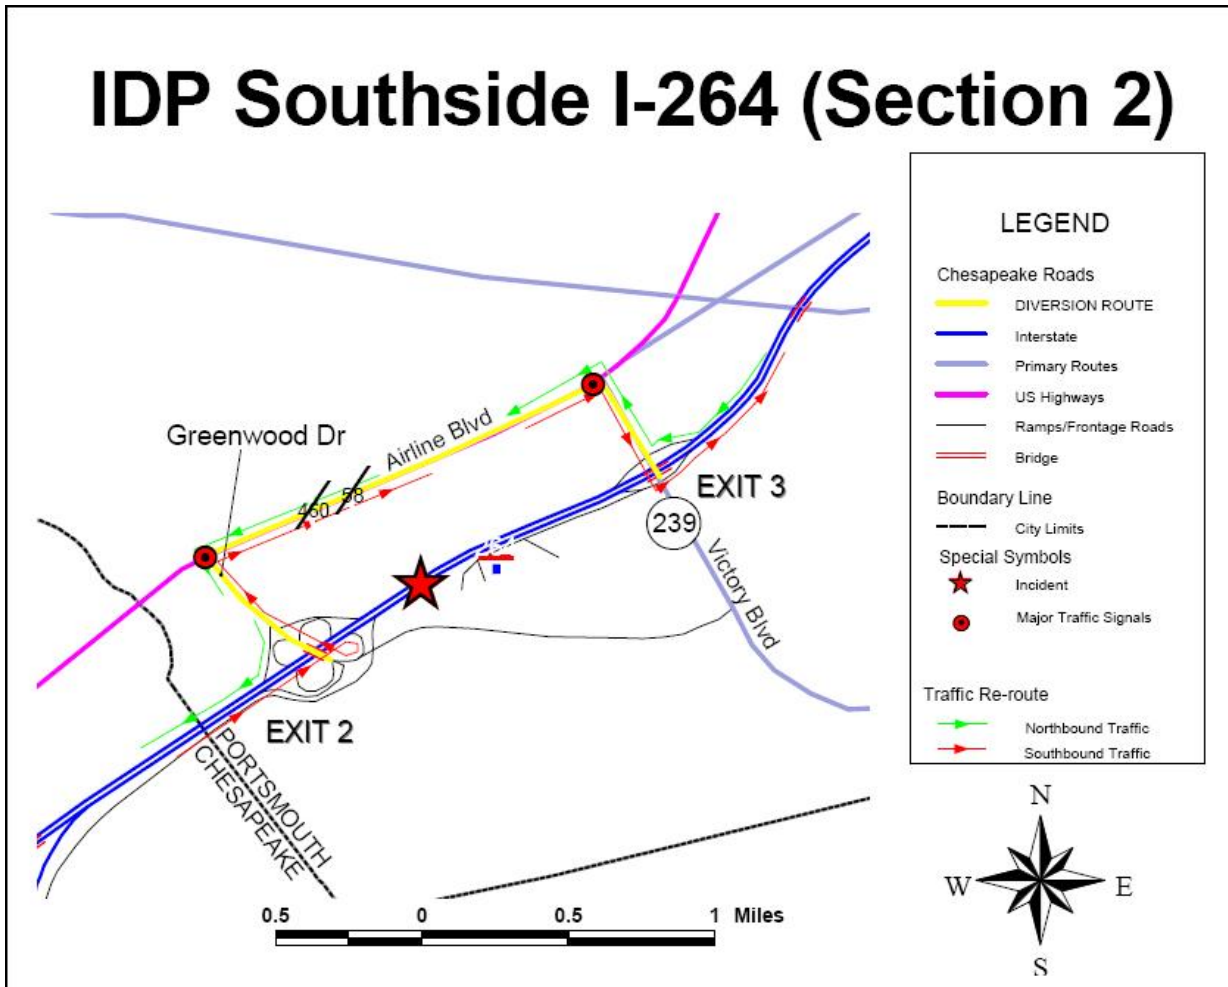 IDP Southside I-264 (Section 2)
LEGEND
Chesapeake Roads
DIVERSION ROUTE
Interstate
Primary Routes
US Highways
Ramps/Frontage Roads
Bridge
Boundary Line
City Limits
Special Symbols
Incident
Major Traffic Signals
Traffic Re-route
Northbound Traffic
Southbound Traffic
Greenwood Dr
Airline Blvd
460
58
EXIT 3
239
Victory Blvd
264
EXIT 2
PORTSMOUTH
CHESAPEAKE
0.5 0 0.5 1 Miles
N
W E
S